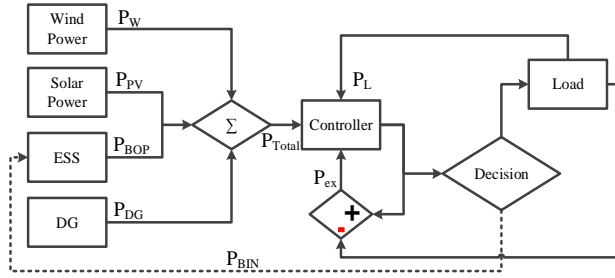 Wind
Power
P_W
Solar
Power
P_PV
ESS
P_BOP
DG
P_DG
Σ
P_Total
P_L
Controller
P_ex
+
-
Load
Decision
P_BIN